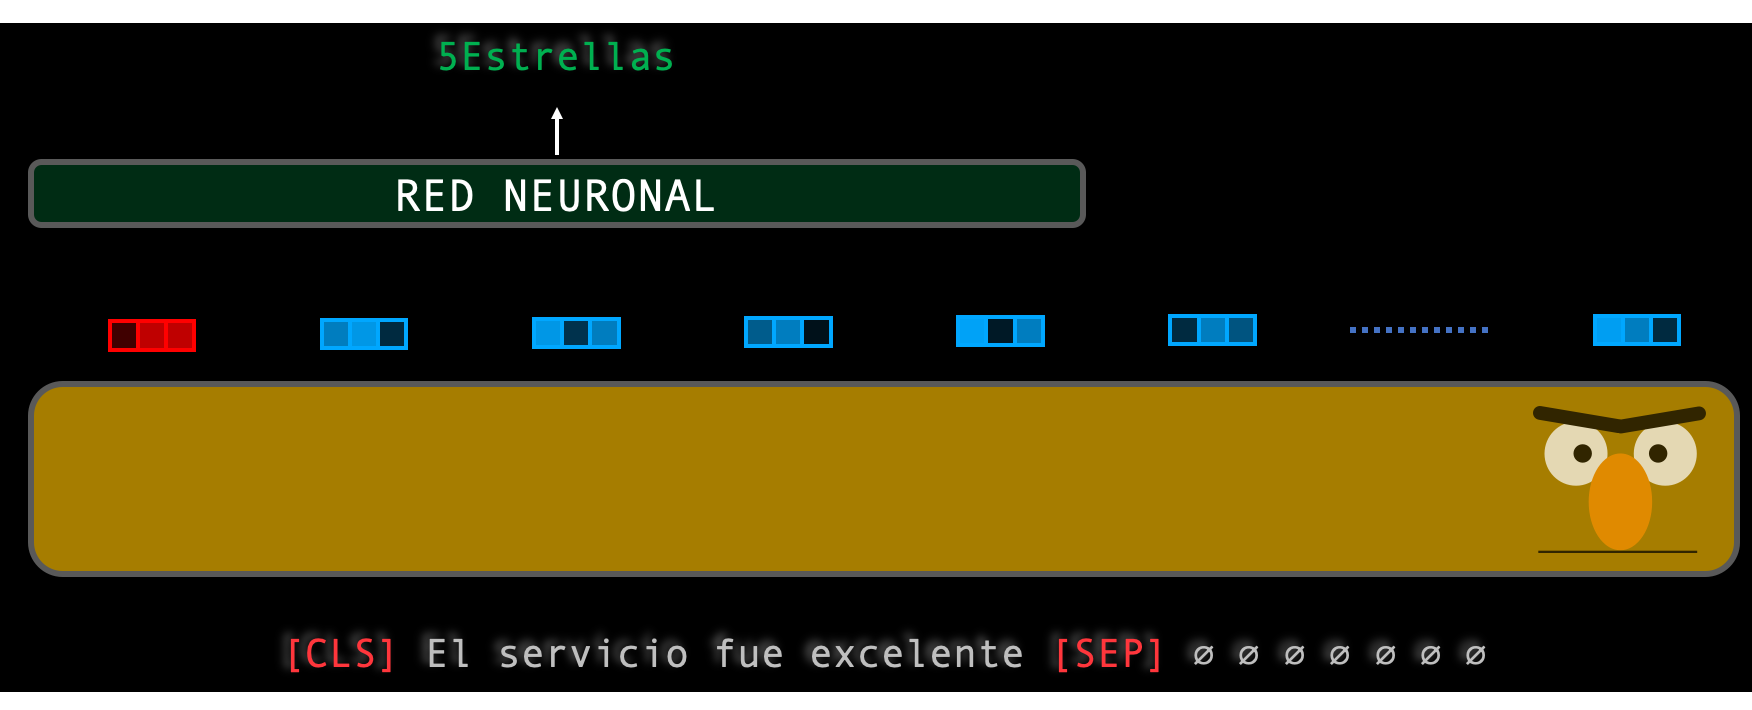 5Estrellas
RED NEURONAL
[CLS] El servicio fue excelente [SEP] ∅ ∅ ∅ ∅ ∅ ∅ ∅